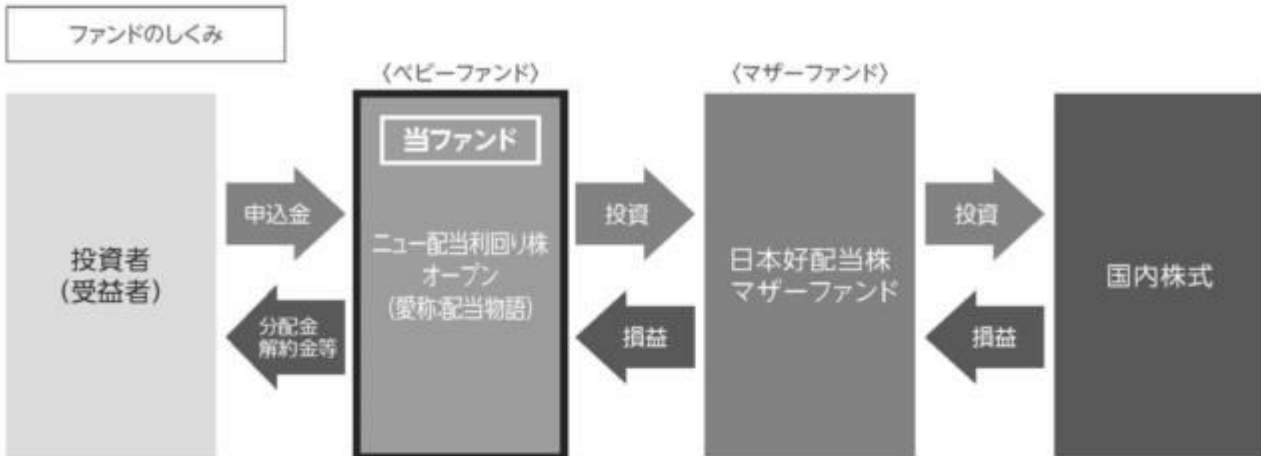 ファンドのしくみ
〈ベビーファンド〉
〈マザーファンド〉
投資者
(受益者)
申込金
分配金
解約金等
当ファンド
ニュー配当利回り株
オープン
(愛称:配当物語)
投資
損益
日本好配当株
マザーファンド
投資
損益
国内株式